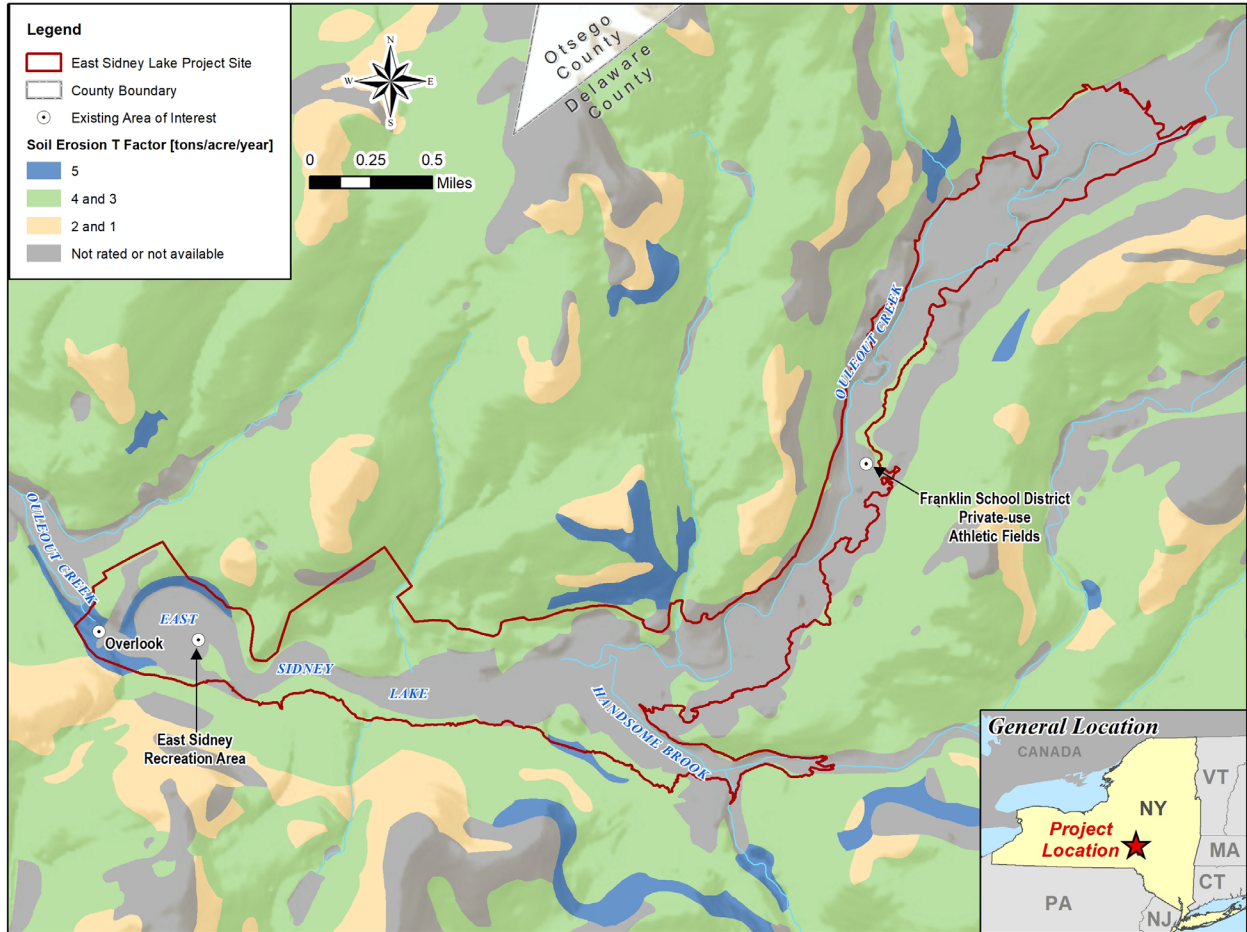 Legend
East Sidney Lake Project Site
County Boundary
Existing Area of Interest
Soil Erosion T Factor [tons/acre/year]
5
4 and 3
2 and 1
Not rated or not available
N
W
E
S
0
0.25
0.5
Miles
Otsego
County
Delaware
County
OULEOUT CREEK
Franklin School District
Private-use
Athletic Fields
OULEOUT CREEK
Overlook
EAST
SIDNEY
LAKE
HANDSOME BROOK
East Sidney
Recreation Area
General Location
CANADA
VT
NY
Project
Location
MA
CT
PA
NJ